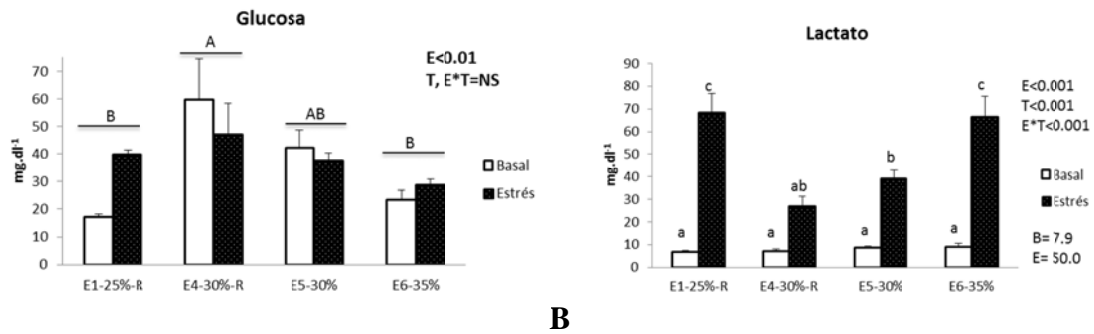 Glucosa
A
E<0.01
T, E*T=NS
B
AB
B
70
60
50
40
30
20
10
0
mg.dl-1
Basal
Estrés
E1-25%-R E4-30%-R E5-30% E6-35%
Lactato
E<0.001
T<0.001
E*T<0.001
c
c
b
ab
a
a
a
a
90
80
70
60
50
40
30
20
10
0
mg.dl-1
Basal
Estrés
B= 7.9
E= 50.0
E1-25%-R E4-30%-R E5-30% E6-35%
B